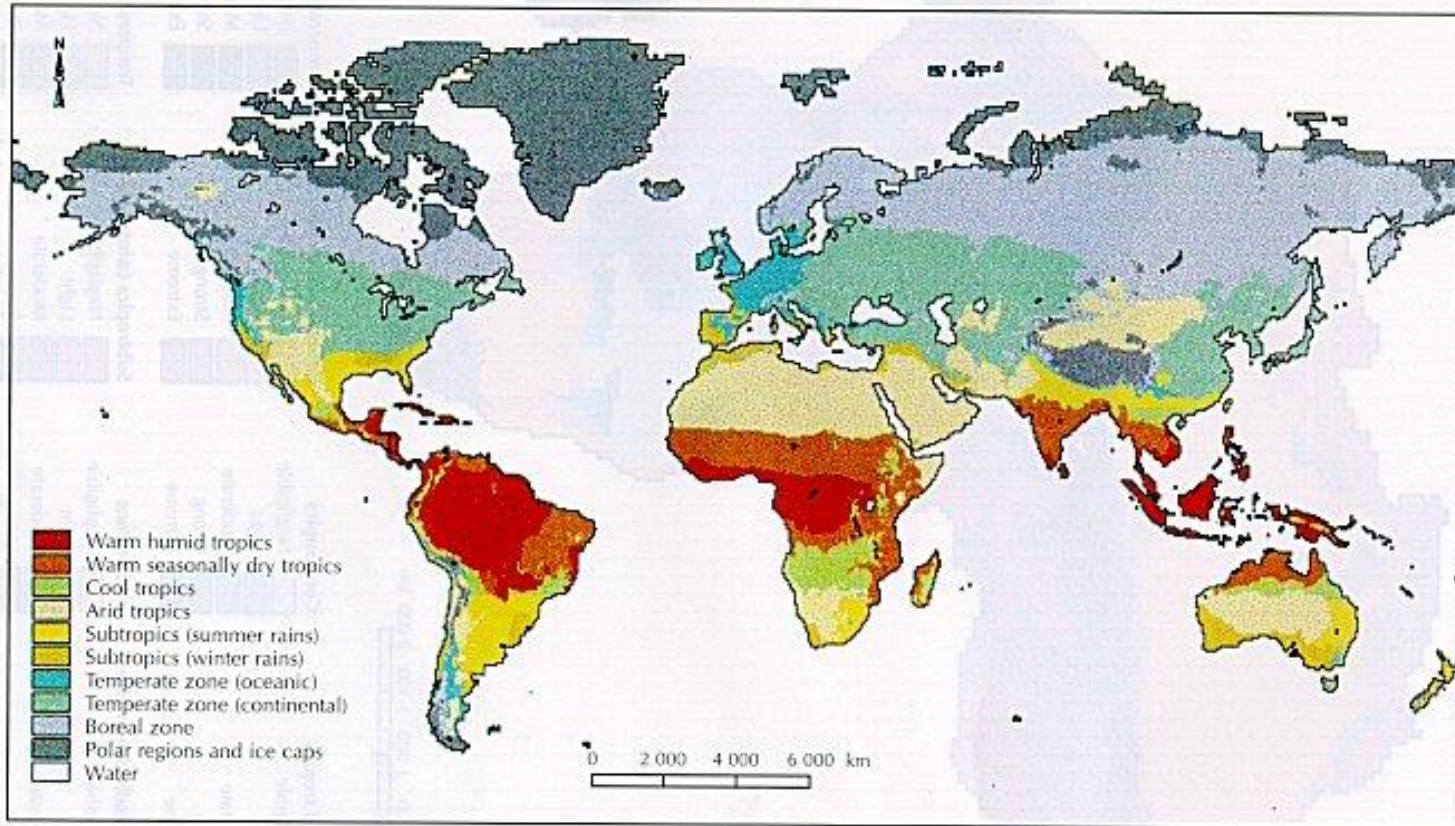 N
Warm humid tropics
Warm seasonally dry tropics
Cool tropics
Arid tropics
Subtropics (summer rains)
Subtropics (winter rains)
Temperate zone (oceanic)
Temperate zone (continental)
Boreal zone
Polar regions and ice caps
Water
0 2 000 4 000 6 000 km